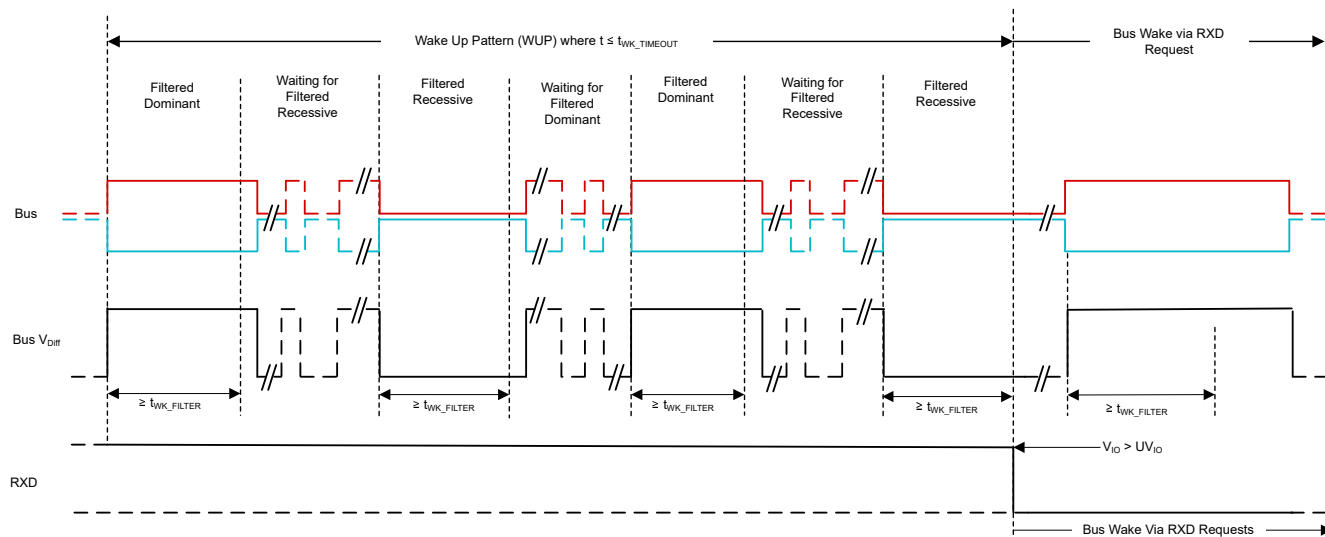 Wake Up Pattern (WUP) where t ≤ tWK_TIMEOUT
Bus Wake via RXD
Request
Filtered
Dominant
Waiting for
Filtered
Recessive
Filtered
Recessive
Waiting for
Filtered
Dominant
Filtered
Dominant
Waiting for
Filtered
Recessive
Filtered
Recessive
Bus
Bus VDiff
≥ tWK_FILTER
≥ tWK_FILTER
≥ tWK_FILTER
≥ tWK_FILTER
≥ tWK_FILTER
VIO > UVIO
RXD
Bus Wake Via RXD Requests